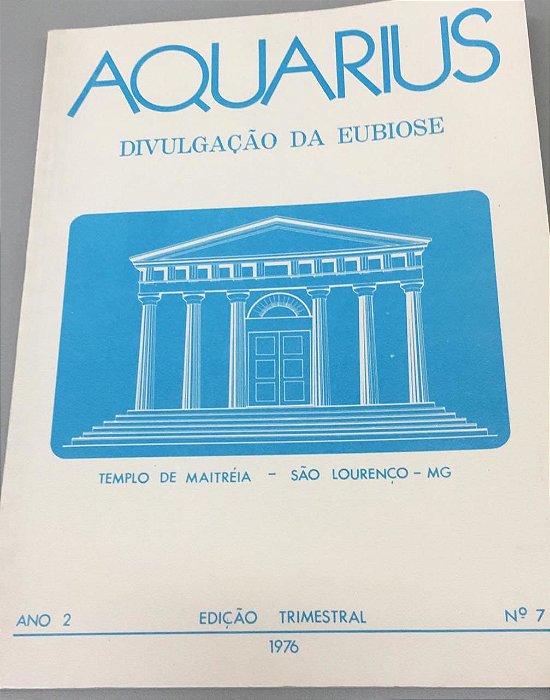 AQUARIUS
DIVULGAÇÃO DA EUBIOSE
TEMPLO DE MAITRÉIA - SÃO LOURENÇO - MG
ANO 2 EDIÇÃO TRIMESTRAL Nº 7
1976